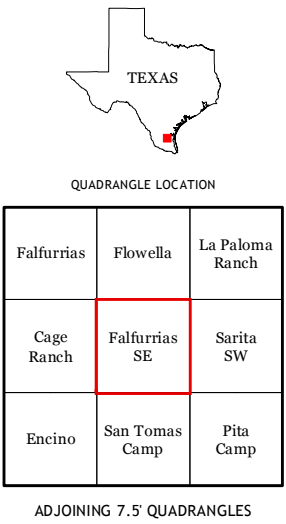 TEXAS
QUADRANGLE LOCATION
Falfurrias
Flowella
La Paloma
Ranch
Cage
Ranch
Falfurrias
SE
Sarita
SW
Encino
San Tomas
Camp
Pita
Camp
ADJOINING 7.5' QUADRANGLES